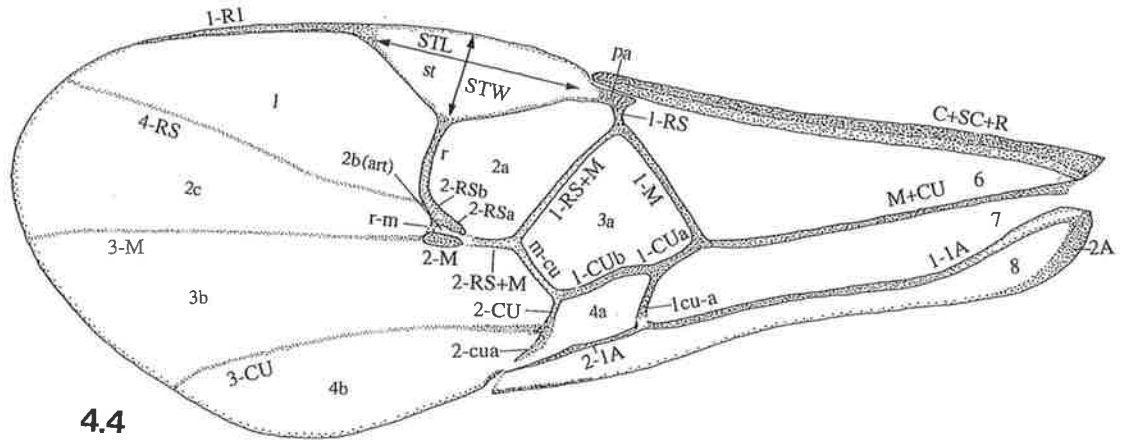 1-R1
STL
pa
st
STW
C+SC+R
1
1-RS
4-RS
r
2a
2b(art)
2-RSb
2-RSa
1-RS+M
1-M
M+CU
6
2c
r-m
3a
7
3-M
2-M
m-cu
1-CUb
1-CUa
1-1A
2A
2-RS+M
8
3b
2-CU
4a
1cu-a
2-cua
2-1A
3-CU
4b
4.4